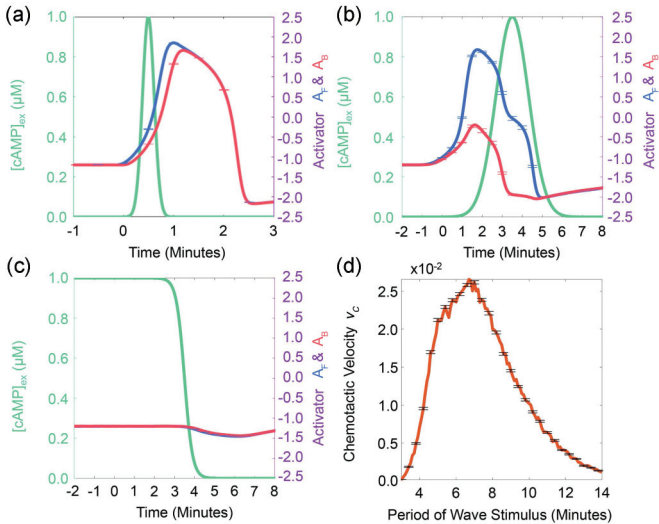 (a)
1.0
0.8
0.6
0.4
0.2
0.0
[cAMP]ex (µM)
2.5
2.0
1.5
1.0
0.5
0.0
-0.5
-1.0
-1.5
-2.0
-2.5
Activator AF & AB
-1 0 1 2 3
Time (Minutes)
(b)
1.0
0.8
0.6
0.4
0.2
0.0
[cAMP]ex (µM)
2.5
2.0
1.5
1.0
0.5
0.0
-0.5
-1.0
-1.5
-2.0
-2.5
Activator AF & AB
-2 -1 0 1 2 3 4 5 6 7 8
Time (Minutes)
(c)
1.0
0.8
0.6
0.4
0.2
0.0
[cAMP]ex (µM)
2.5
2.0
1.5
1.0
0.5
0.0
-0.5
-1.0
-1.5
-2.0
-2.5
Activator AF & AB
-2 -1 0 1 2 3 4 5 6 7 8
Time (Minutes)
(d)
x10⁻²
2.5
2.0
1.5
1.0
0.5
0.0
Chemotactic Velocity vc
4 6 8 10 12 14
Period of Wave Stimulus (Minutes)